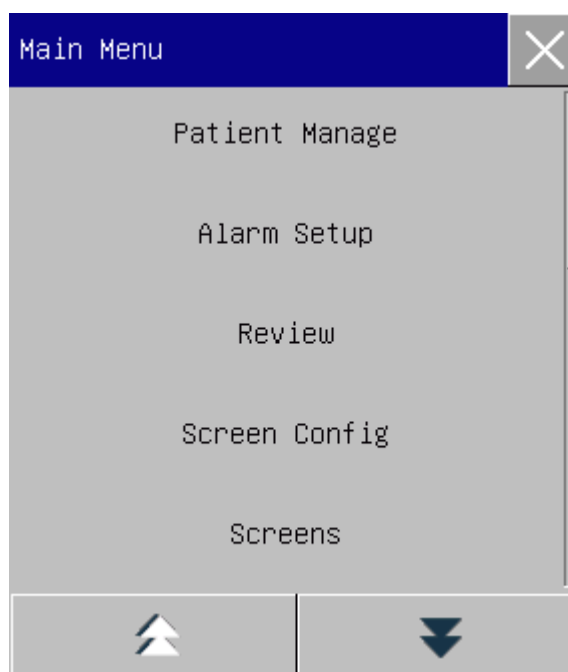 Main Menu
Patient Manage
Alarm Setup
Review
Screen Config
Screens